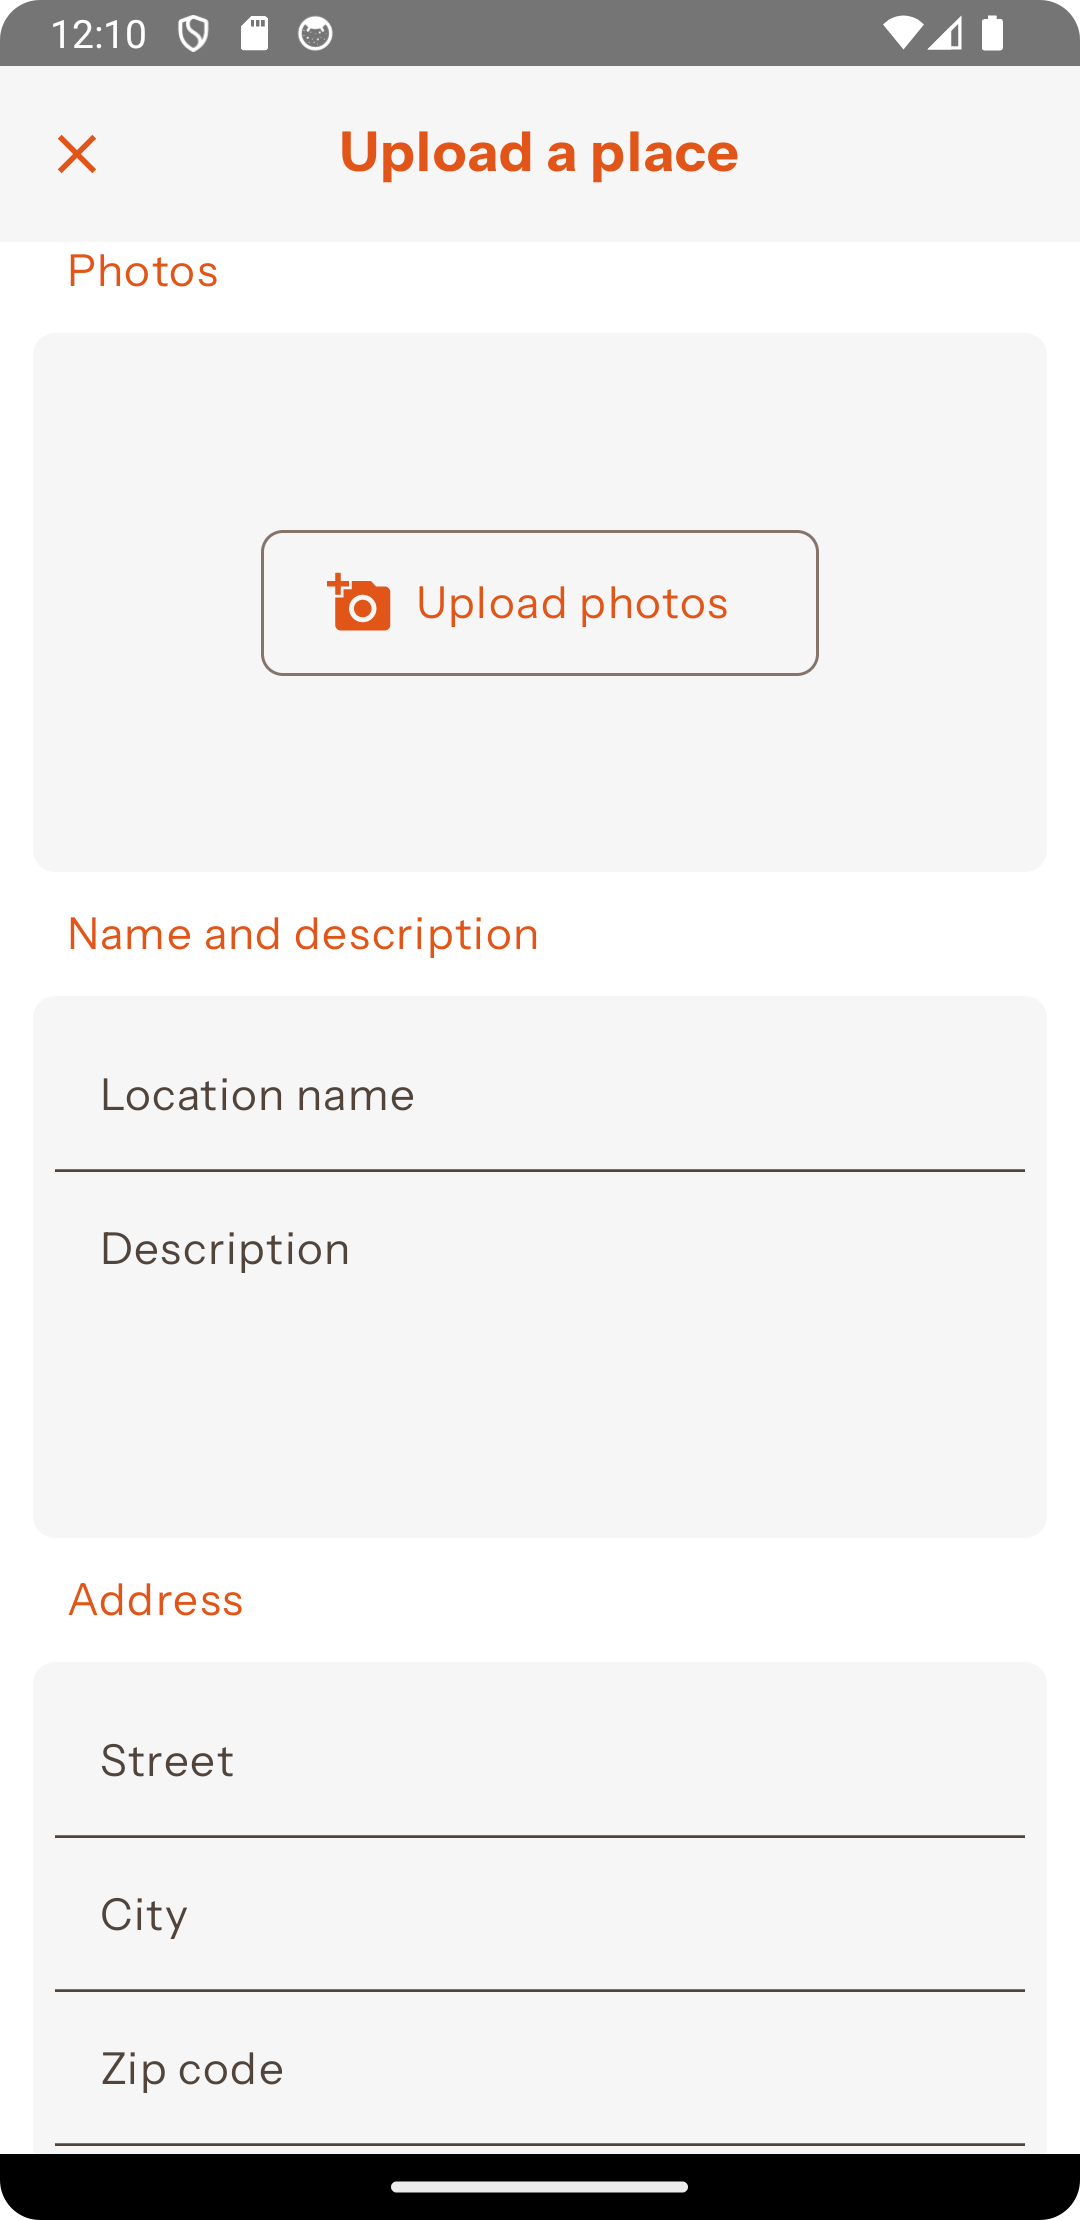 12:10
Upload a place
Photos
Upload photos
Name and description
Location name
Description
Address
Street
City
Zip code